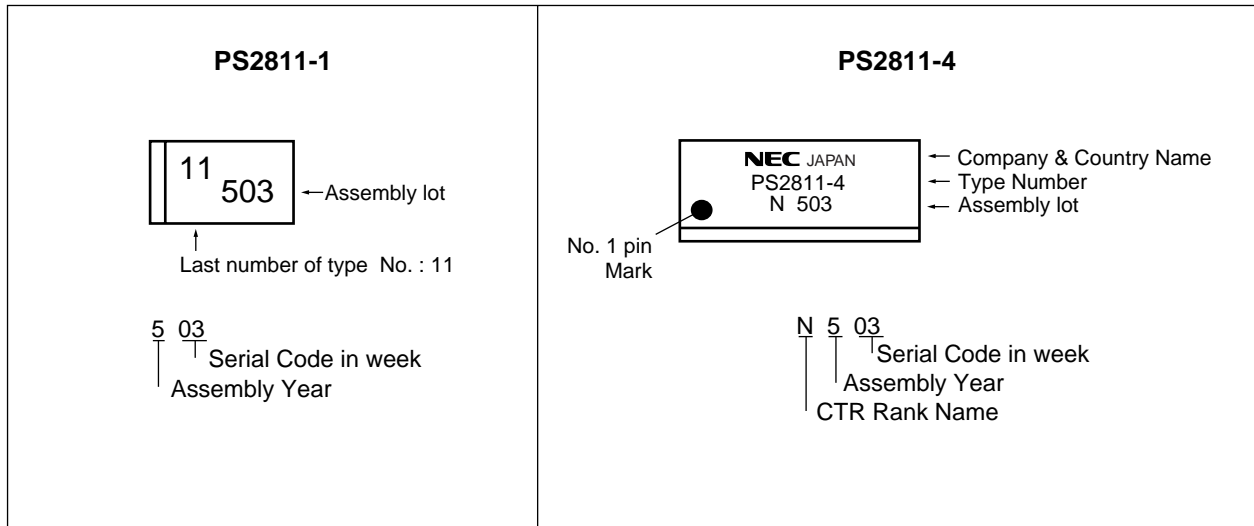 PS2811-1
11
503
Assembly lot
Last number of type No. : 11
5 03
Serial Code in week
Assembly Year
PS2811-4
NEC JAPAN
PS2811-4
N 503
Company & Country Name
Type Number
Assembly lot
No. 1 pin
Mark
N 5 03
Serial Code in week
Assembly Year
CTR Rank Name